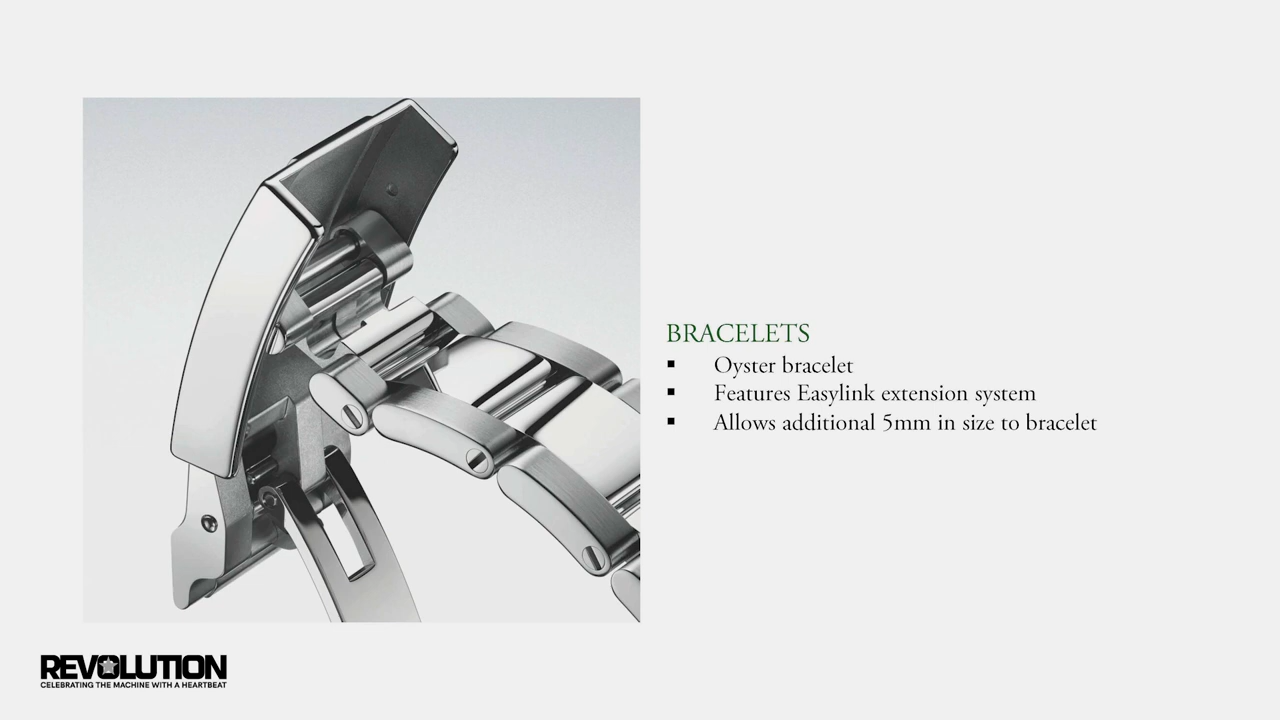 BRACELETS
▪ Oyster bracelet
▪ Features Easylink extension system
▪ Allows additional 5mm in size to bracelet
REVOLUTION
CELEBRATING THE MACHINE WITH A HEARTBEAT